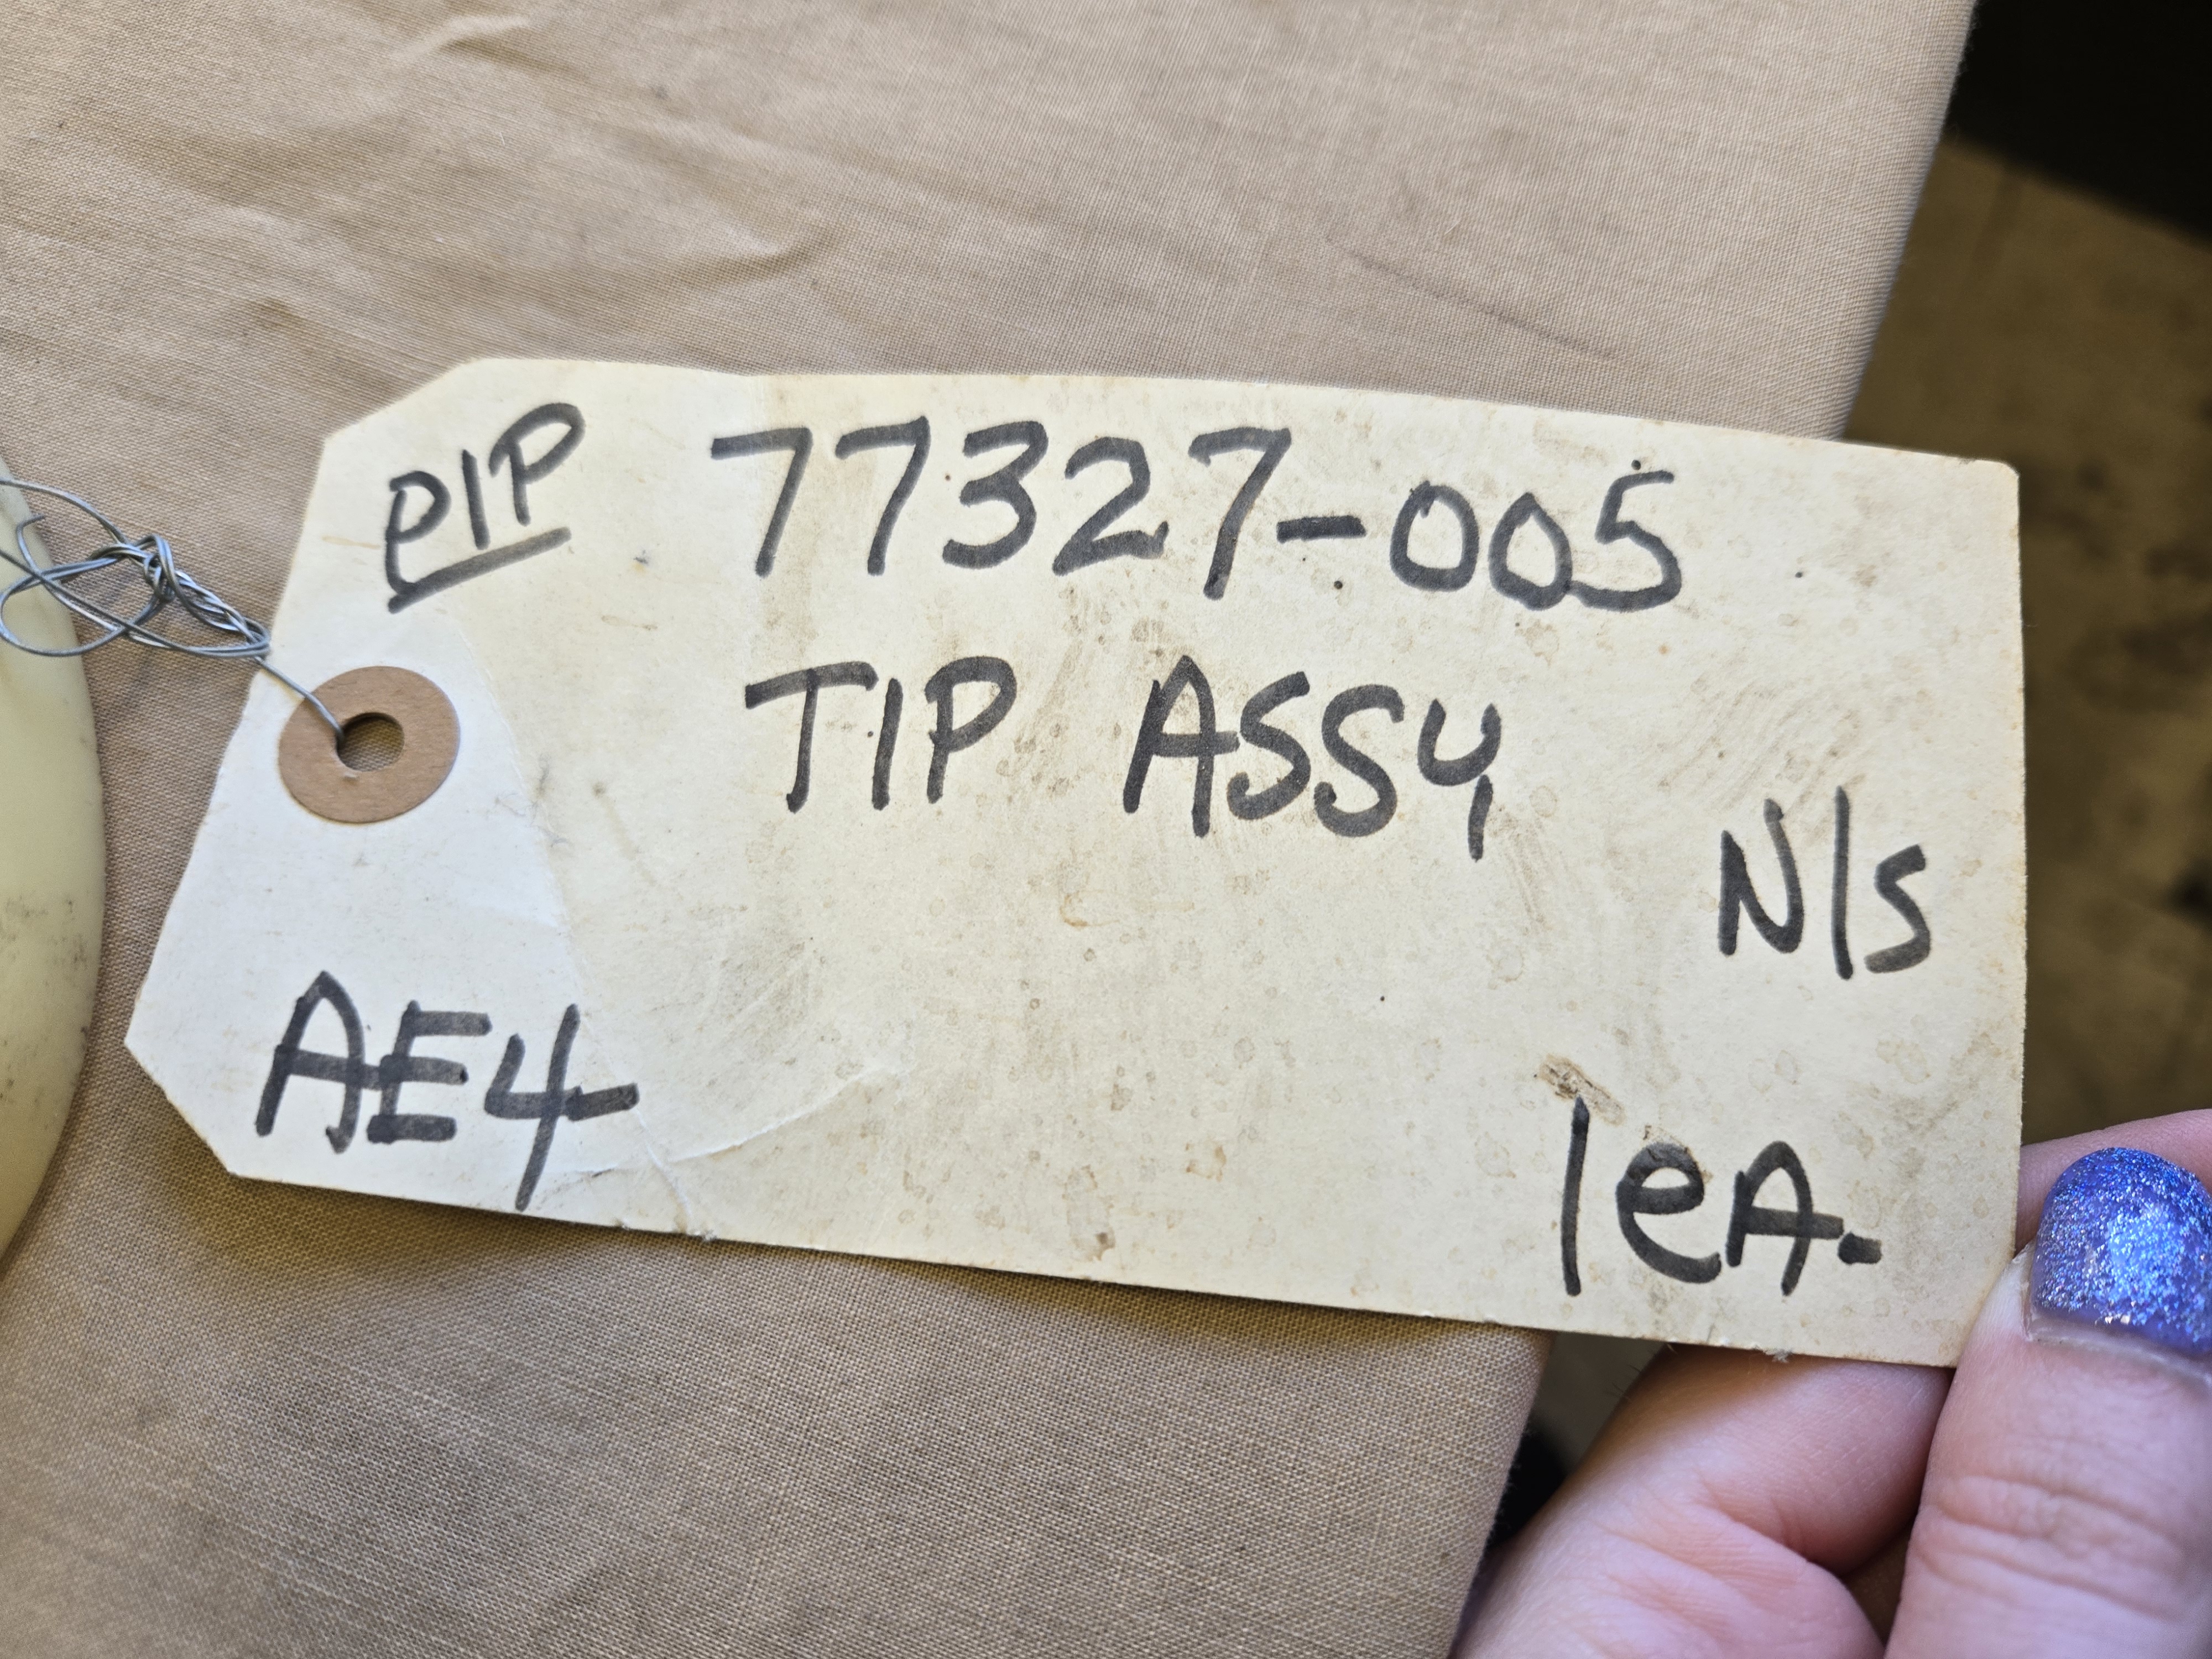 PIP 77327-005
TIP ASSY
N/S
AE4
1eA.